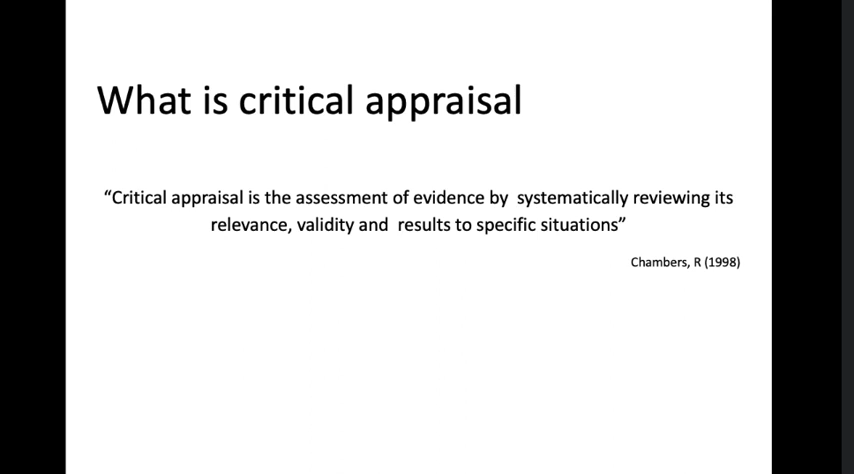 What is critical appraisal
“Critical appraisal is the assessment of evidence by  systematically reviewing its
relevance, validity and  results to specific situations”
Chambers, R (1998)